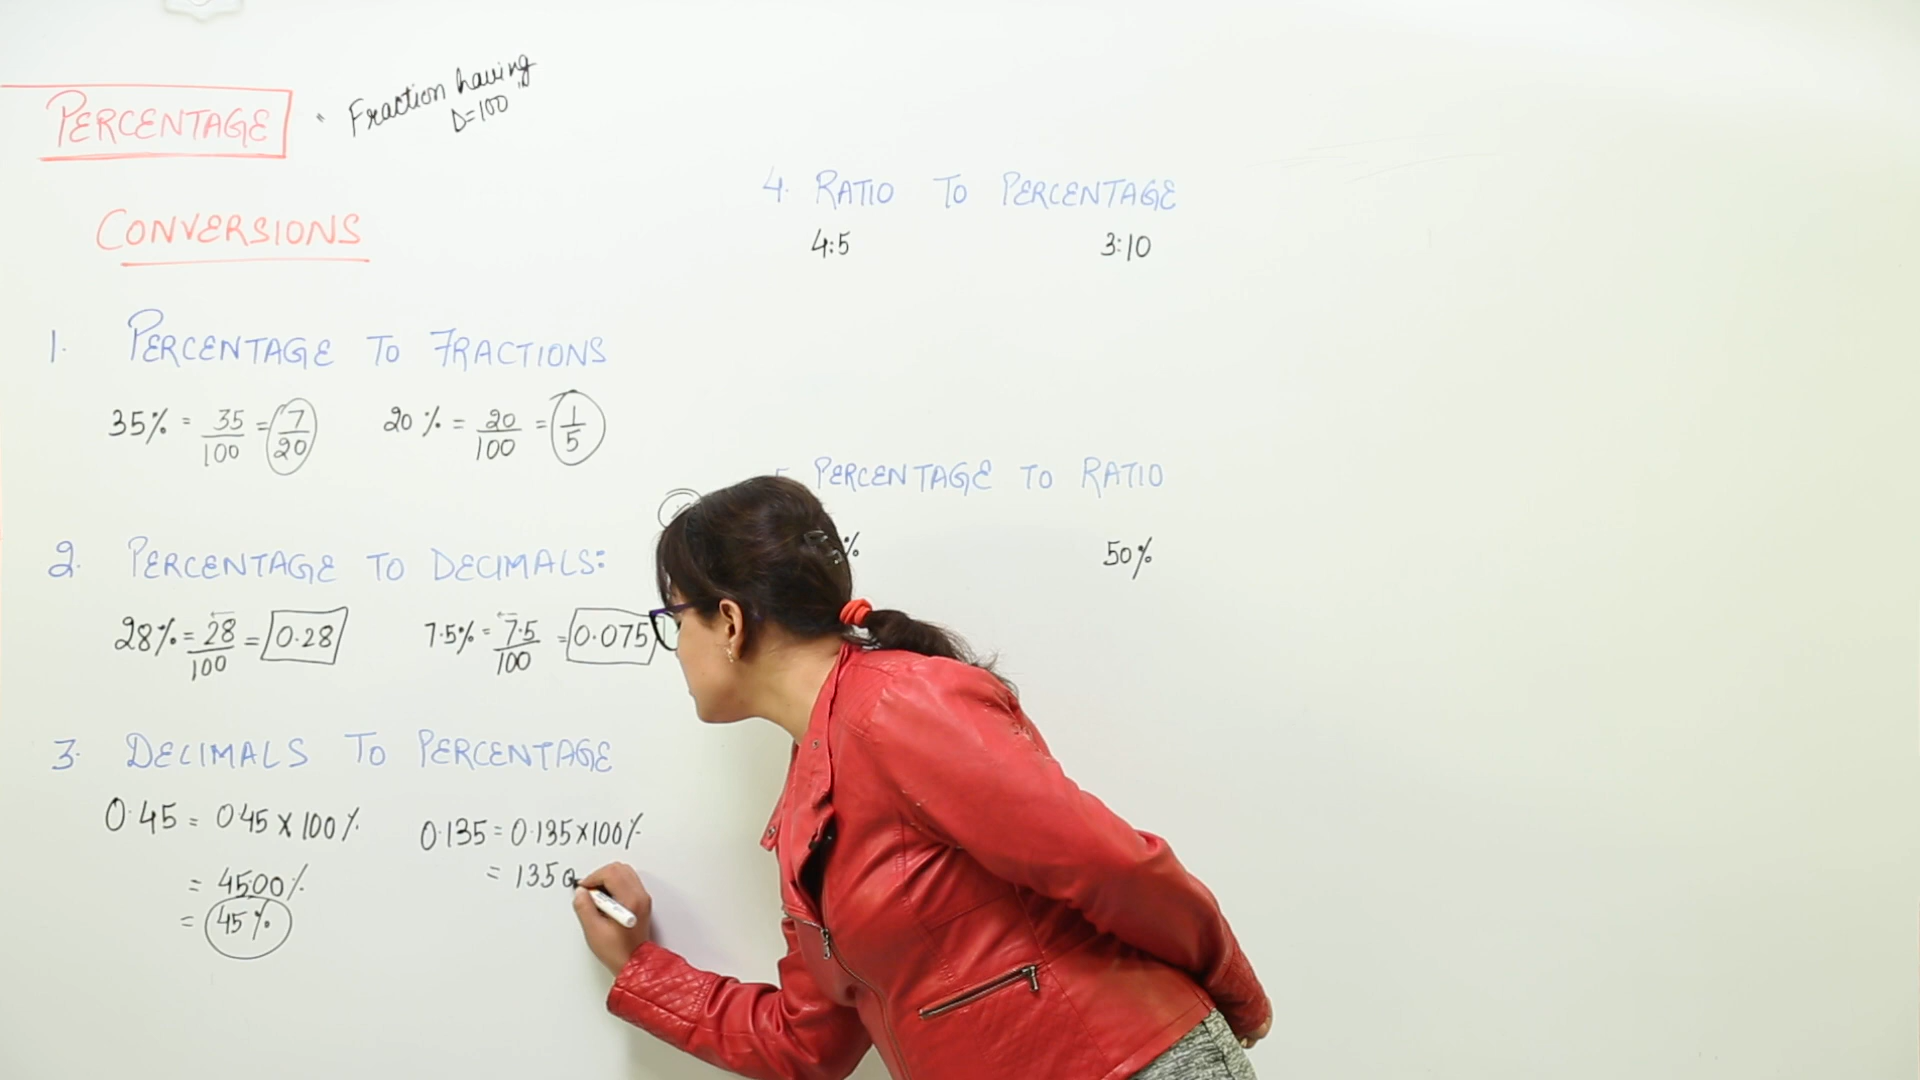 PERCENTAGE
Fraction having
D=100
CONVERSIONS
1. PERCENTAGE TO FRACTIONS
35% = 35/100 = 7/20 20% = 20/100 = 1/5
2. PERCENTAGE TO DECIMALS:
28% = 28/100 = 0.28 7.5% = 7.5/100 = 0.075
3. DECIMALS TO PERCENTAGE
0.45 = 0.45 x 100% 0.135 = 0.135 x 100%
= 45.00% = 1350
= 45%
4. RATIO TO PERCENTAGE
4:5 3:10
PERCENTAGE TO RATIO
% 50%